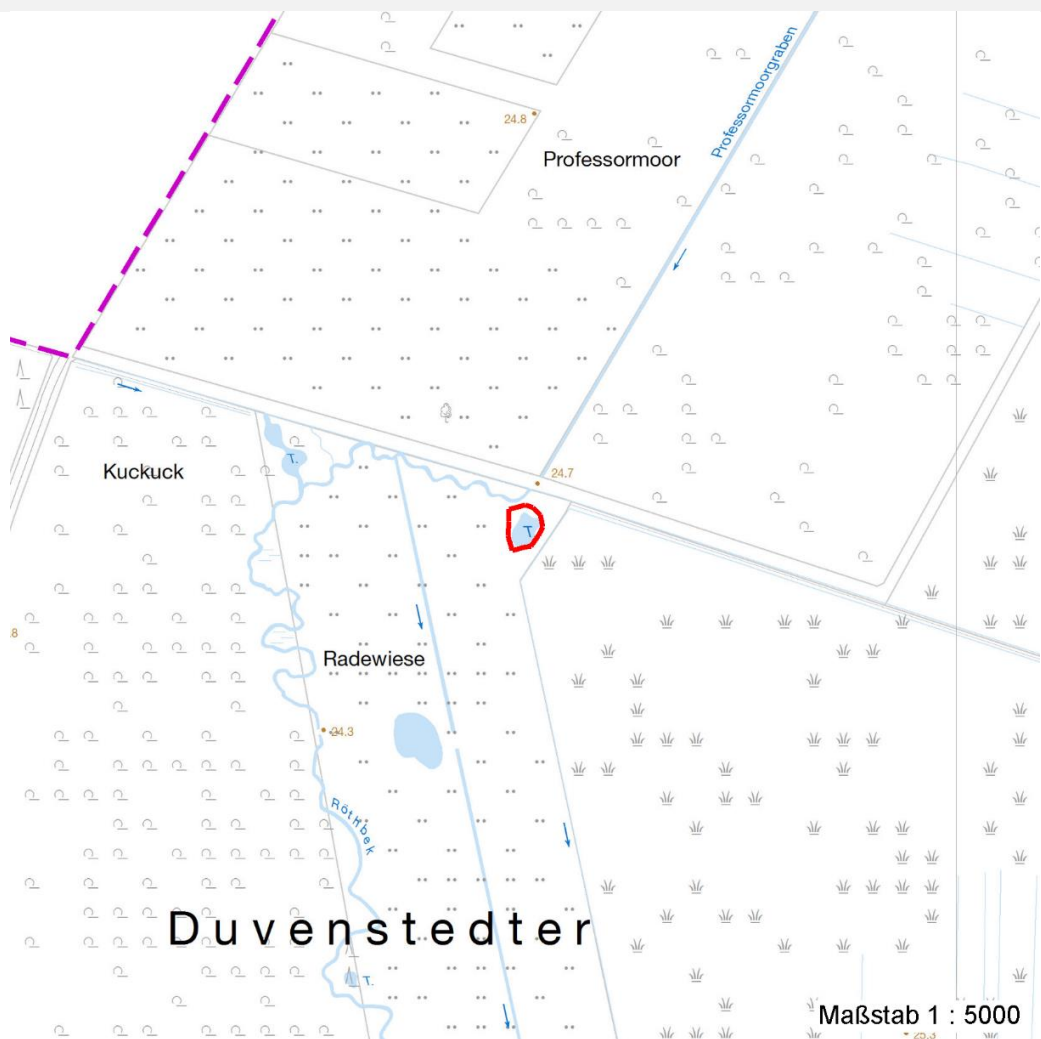 Professormoorgraben
24.8
Professormoor
Kuckuck
T.
24.7
T
8
Radewiese
24.3
Röthbek
Duvenstedter
T.
Maßstab 1 : 5000